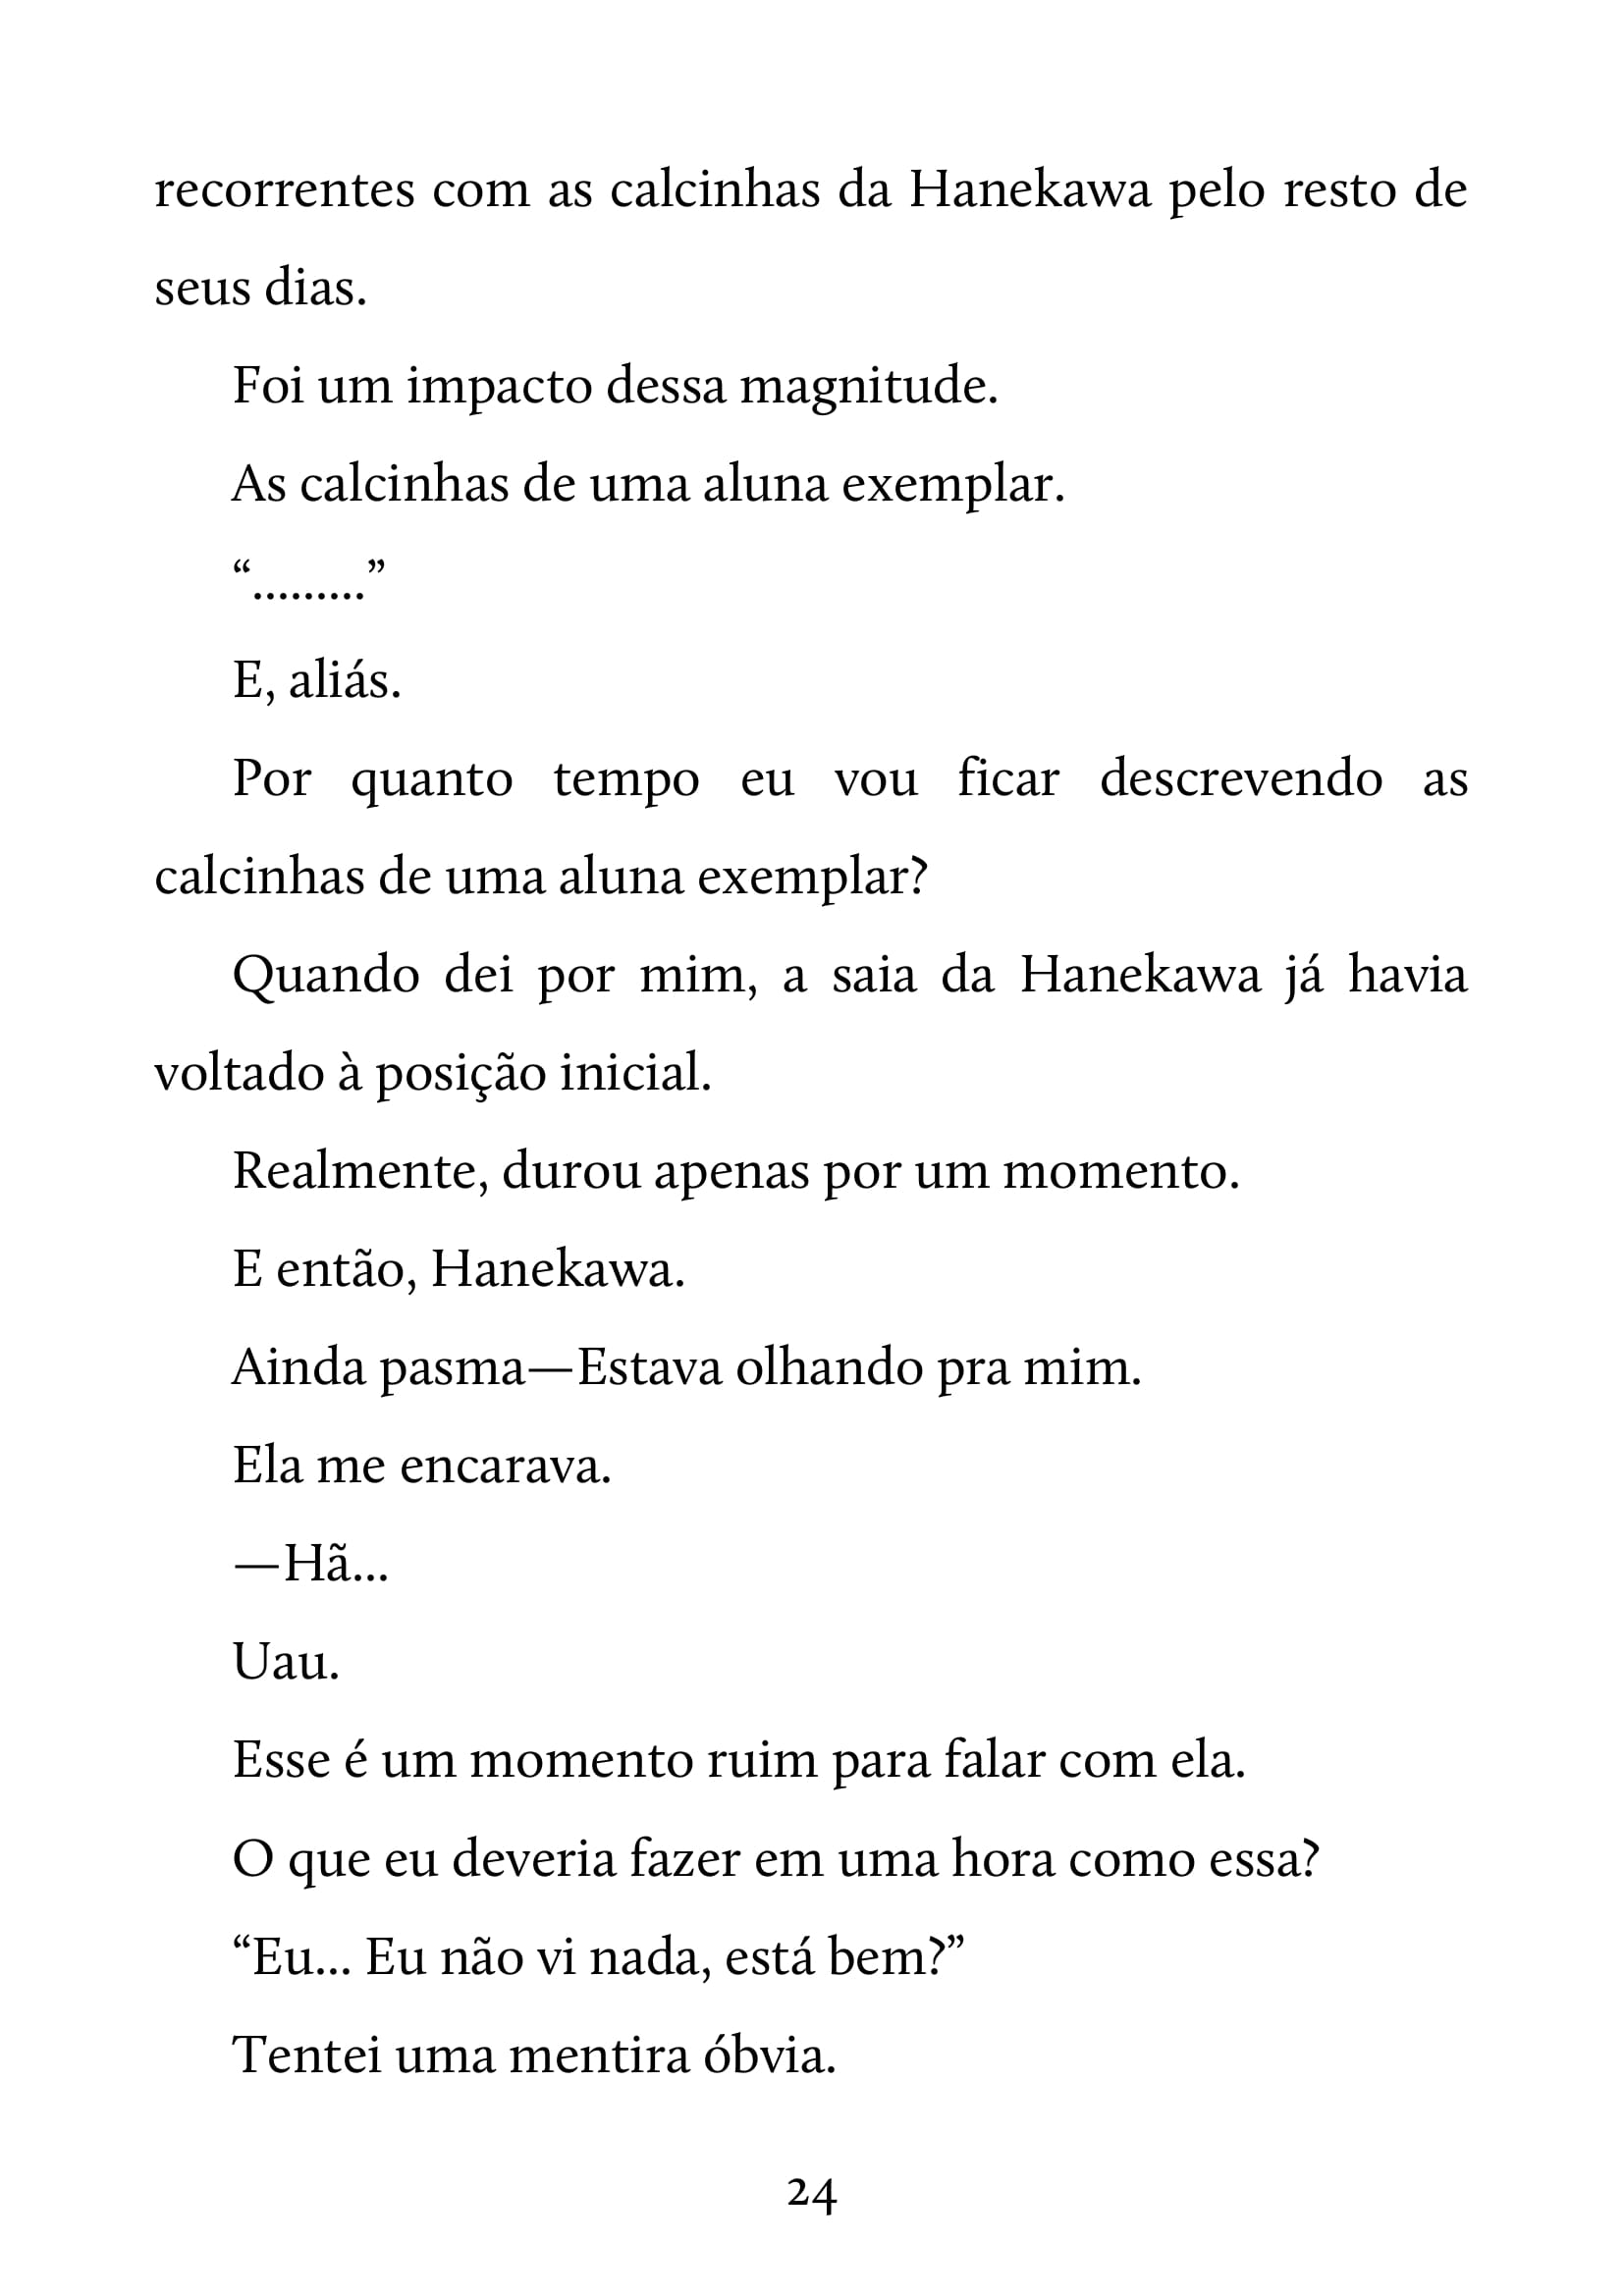 recorrentes com as calcinhas da Hanekawa pelo resto de
seus dias.
Foi um impacto dessa magnitude.
As calcinhas de uma aluna exemplar.
“.........”
E, aliás.
Por quanto tempo eu vou ficar descrevendo as
calcinhas de uma aluna exemplar?
Quando dei por mim, a saia da Hanekawa já havia
voltado à posição inicial.
Realmente, durou apenas por um momento.
E então, Hanekawa.
Ainda pasma—Estava olhando pra mim.
Ela me encarava.
—Hã...
Uau.
Esse é um momento ruim para falar com ela.
O que eu deveria fazer em uma hora como essa?
“Eu... Eu não vi nada, está bem?”
Tentei uma mentira óbvia.
24